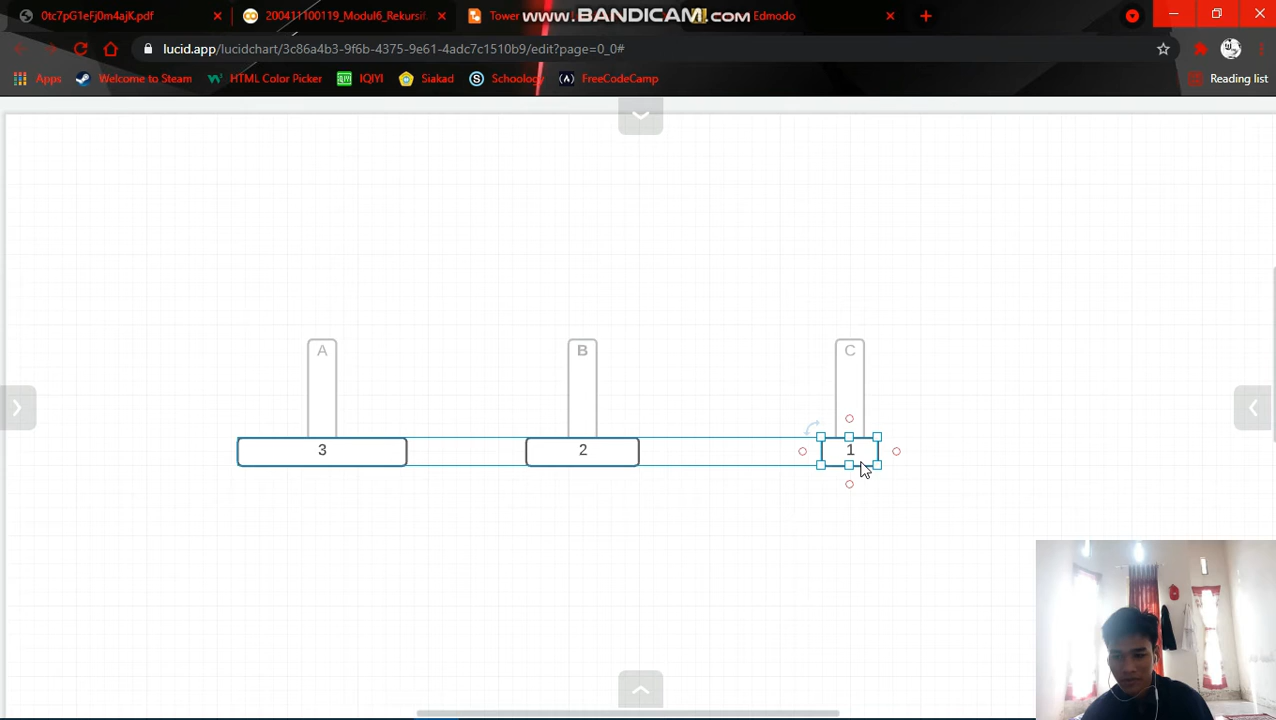 0tc7pG1eFj0m4ajK.pdf
200411100119_Modul6_Rekursif.
Tower
WWW.BANDICAM.COM
Edmodo
lucid.app/lucidchart/3c86a4b3-9f6b-4375-9e61-4adc7c1510b9/edit?page=0_0#
Apps
Welcome to Steam
HTML Color Picker
IQIYI
Siakad
Schoology
FreeCodeCamp
Reading list
A
B
C
3
2
1